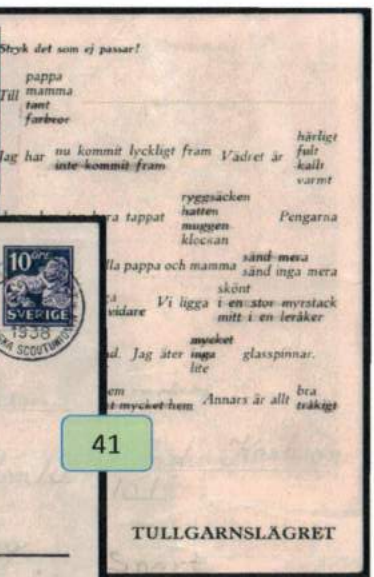 Stryk det som ej passar!
pappa
Till mamma
tant
farbror
härligt
nu kommit lyckligt fram
Jag har Vädret är fult
inte kommit fram kallt
varmt
ryggsäcken
ra tappat hatten Pengarna
muggen
klocsan
lla pappa och mamma sänd mera
sänd inga mera
skönt
vidare Vi ligga i en stor myrstack
mitt i en leråker
mycket
d. Jag äter inga glasspinnar.
lite
em bra
t mycket hem Annars är allt tråkigt
10 ÖRE
SVERIGE
1938
KA SCOUTUNION
41
TULLGARNSLÄGRET